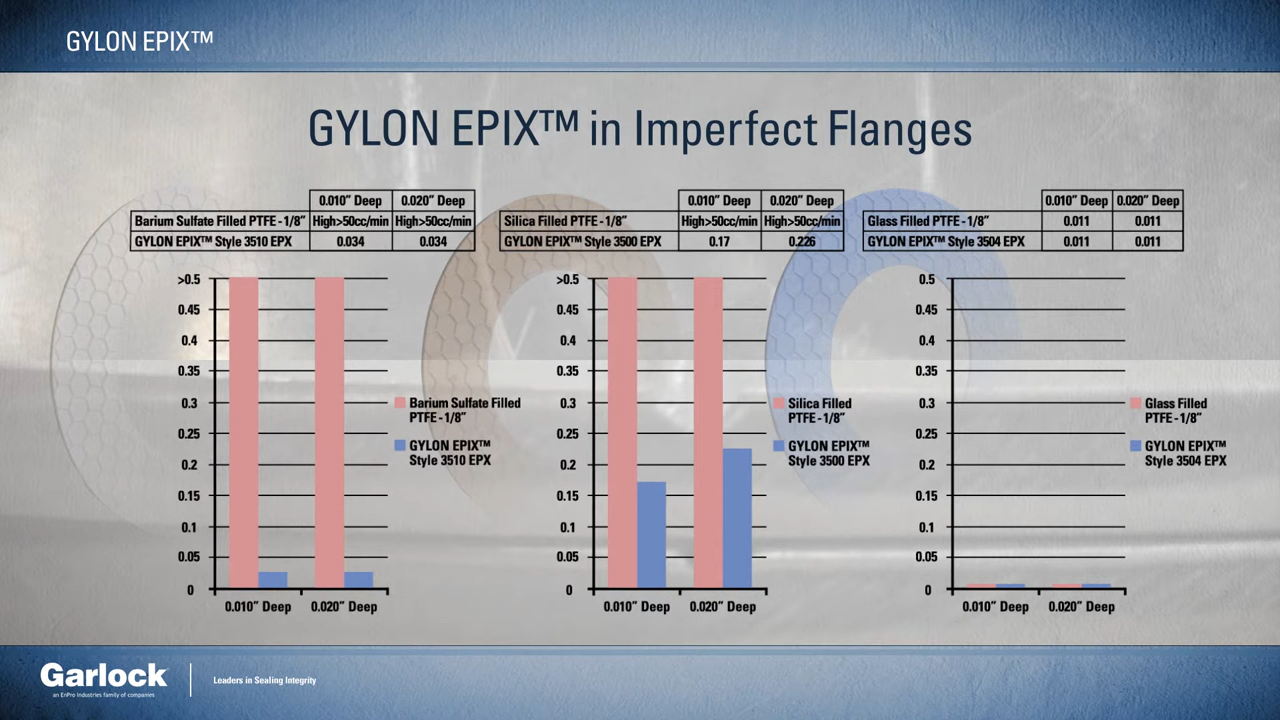 GYLON EPIX™
GYLON EPIX™ in Imperfect Flanges
0.010” Deep 0.020” Deep
Barium Sulfate Filled PTFE - 1/8” High>50cc/min High>50cc/min
GYLON EPIX™ Style 3510 EPX 0.034 0.034
0.010” Deep 0.020” Deep
Silica Filled PTFE - 1/8” High>50cc/min High>50cc/min
GYLON EPIX™ Style 3500 EPX 0.17 0.226
0.010” Deep 0.020” Deep
Glass Filled PTFE - 1/8” 0.011 0.011
GYLON EPIX™ Style 3504 EPX 0.011 0.011
>0.5
0.45
0.4
0.35
0.3
0.25
0.2
0.15
0.1
0.05
0
0.010” Deep 0.020” Deep
Barium Sulfate Filled
PTFE - 1/8”
GYLON EPIX™
Style 3510 EPX
>0.5
0.45
0.4
0.35
0.3
0.25
0.2
0.15
0.1
0.05
0
0.010” Deep 0.020” Deep
Silica Filled
PTFE - 1/8”
GYLON EPIX™
Style 3500 EPX
0.5
0.45
0.4
0.35
0.3
0.25
0.2
0.15
0.1
0.05
0
0.010” Deep 0.020” Deep
Glass Filled
PTFE - 1/8”
GYLON EPIX™
Style 3504 EPX
Garlock
an EnPro Industries family of companies
Leaders in Sealing Integrity